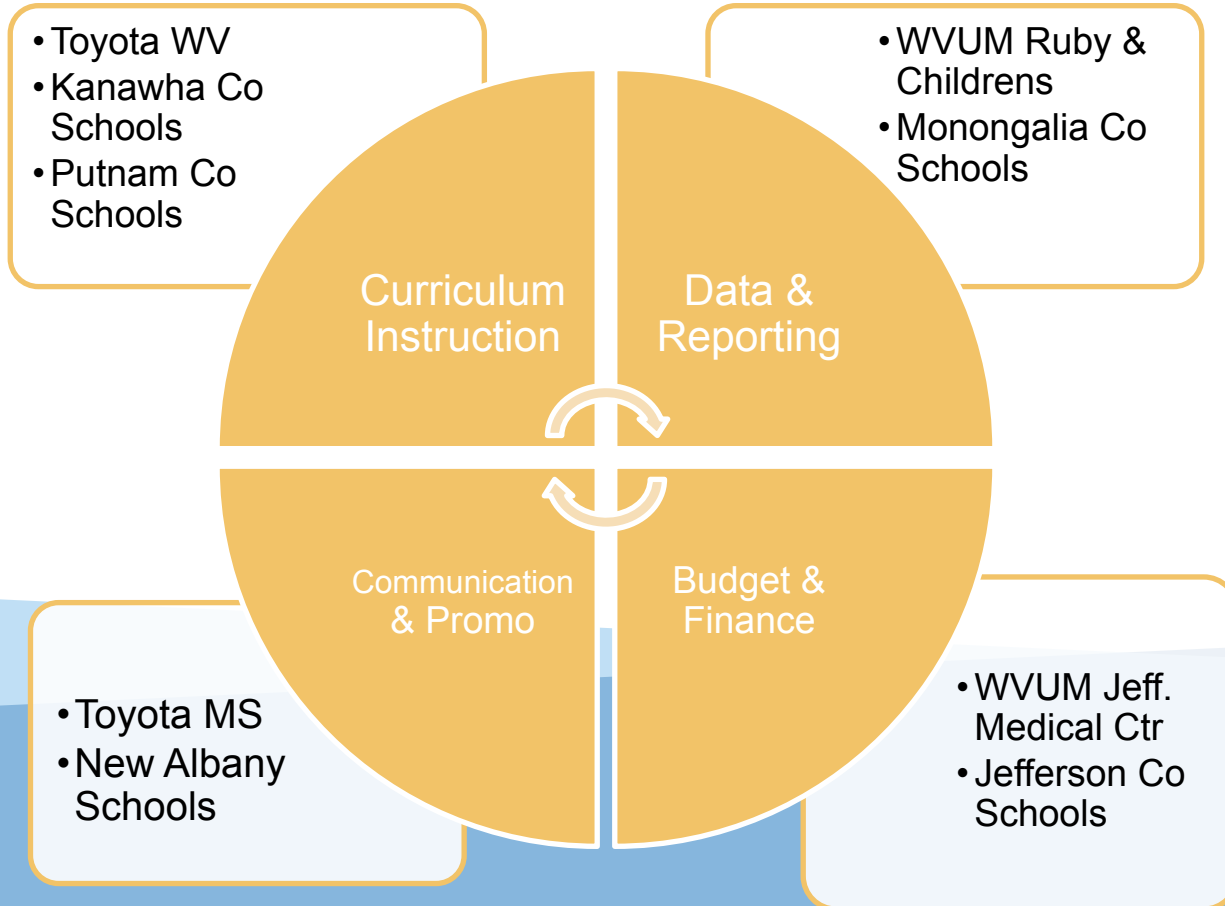 • Toyota WV
• Kanawha Co
Schools
• Putnam Co
Schools
• WVUM Ruby &
Childrens
• Monongalia Co
Schools
Curriculum
Instruction
Data &
Reporting
Communication
& Promo
Budget &
Finance
• Toyota MS
• New Albany
Schools
• WVUM Jeff.
Medical Ctr
• Jefferson Co
Schools